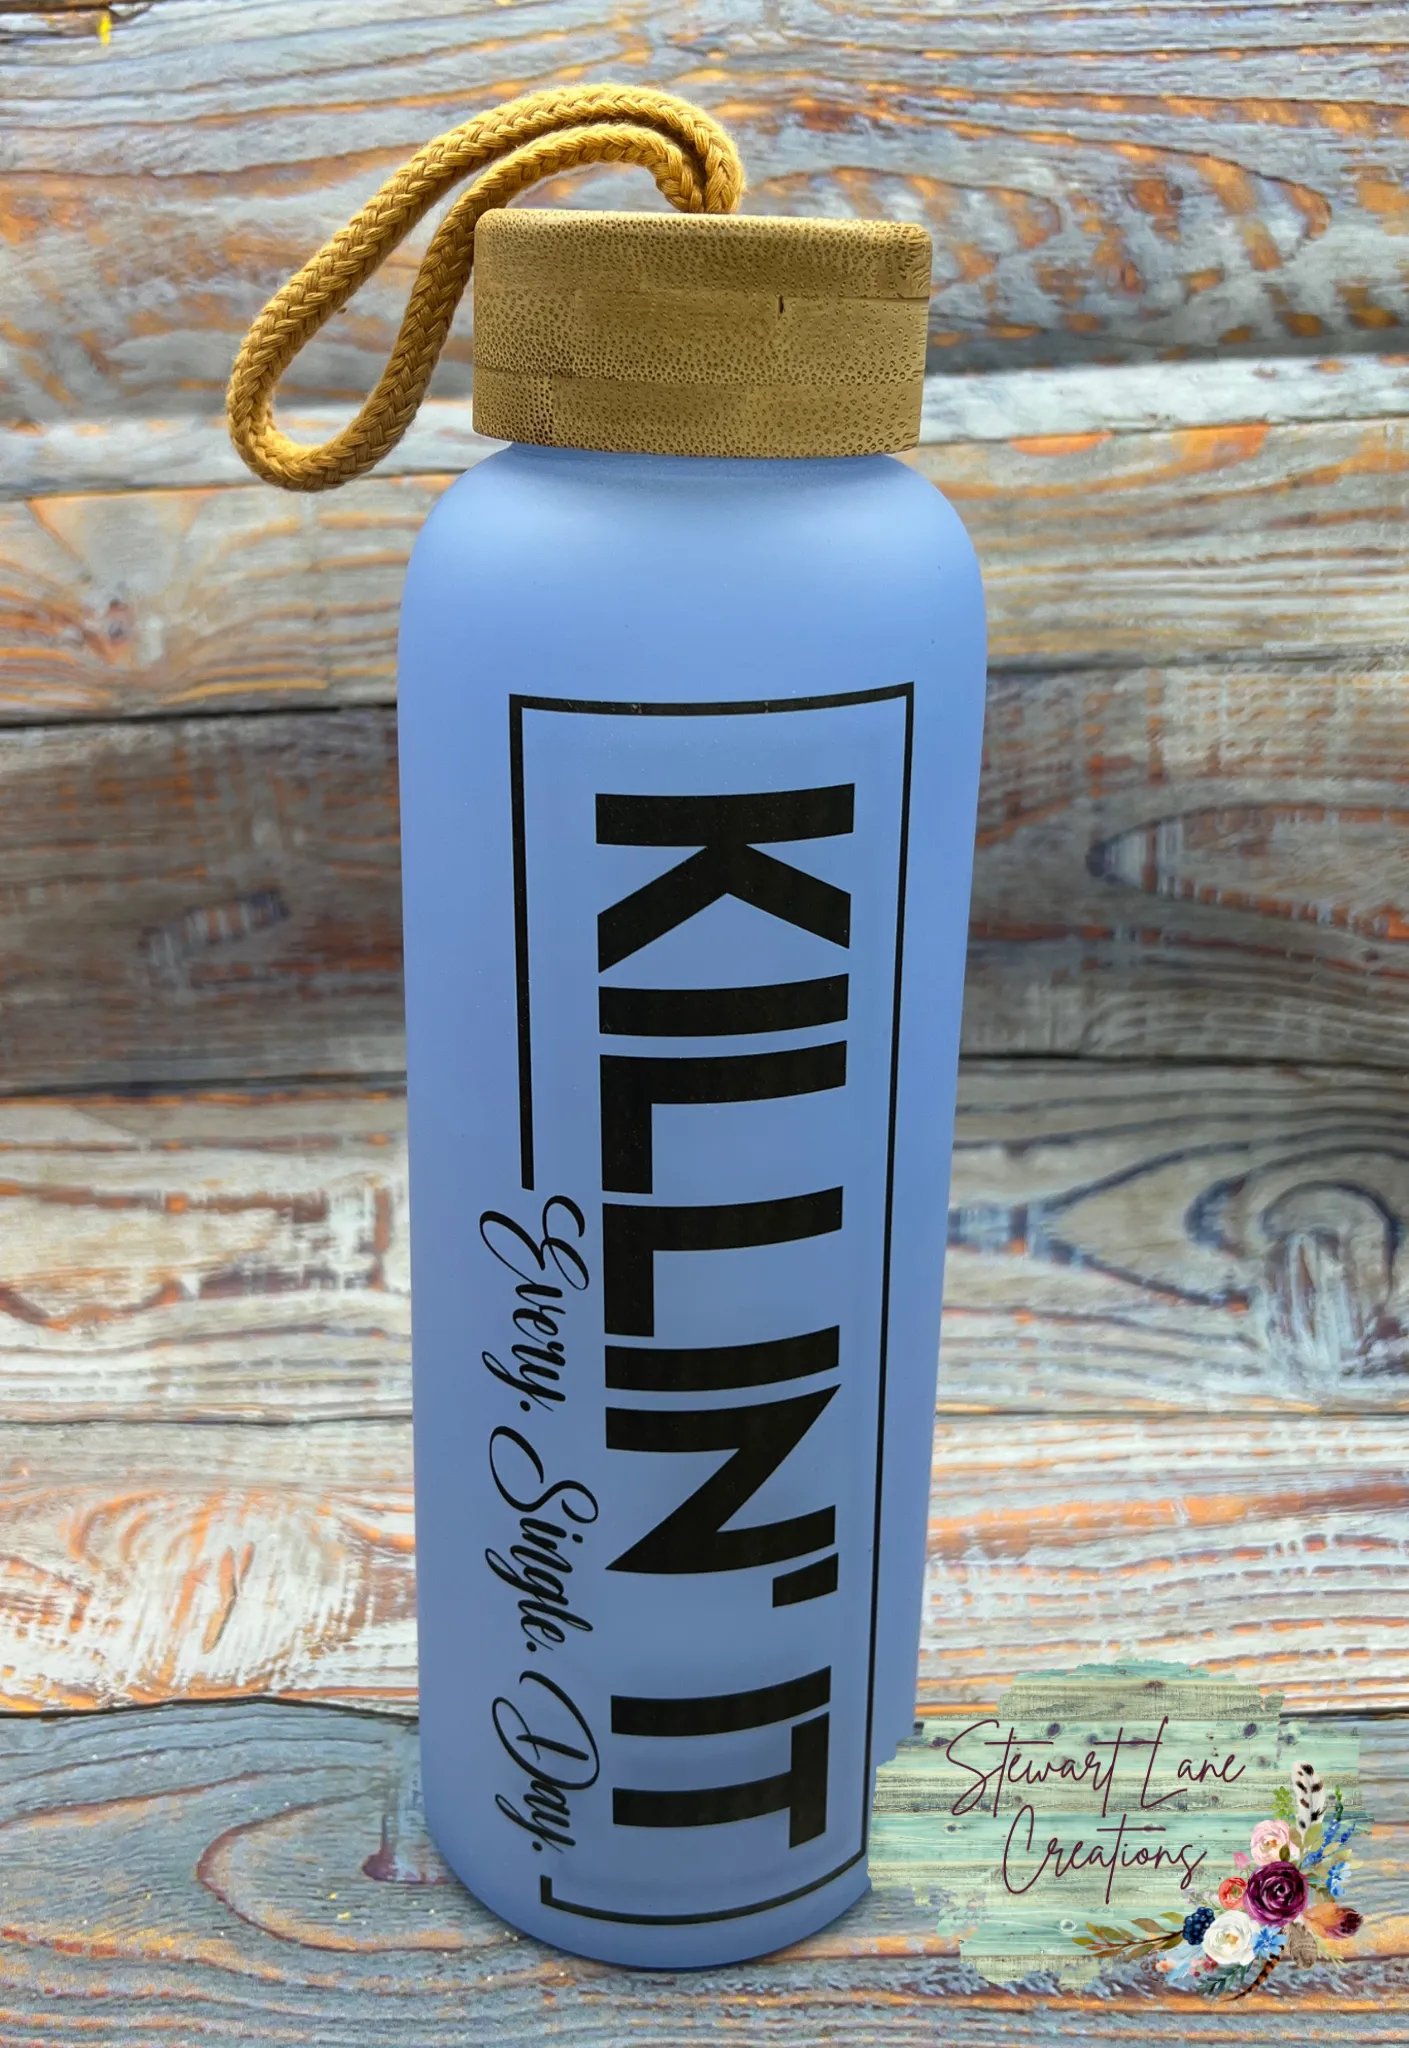 KILLIN' IT
Every. Single. Day.
Stewart Lane
Creations